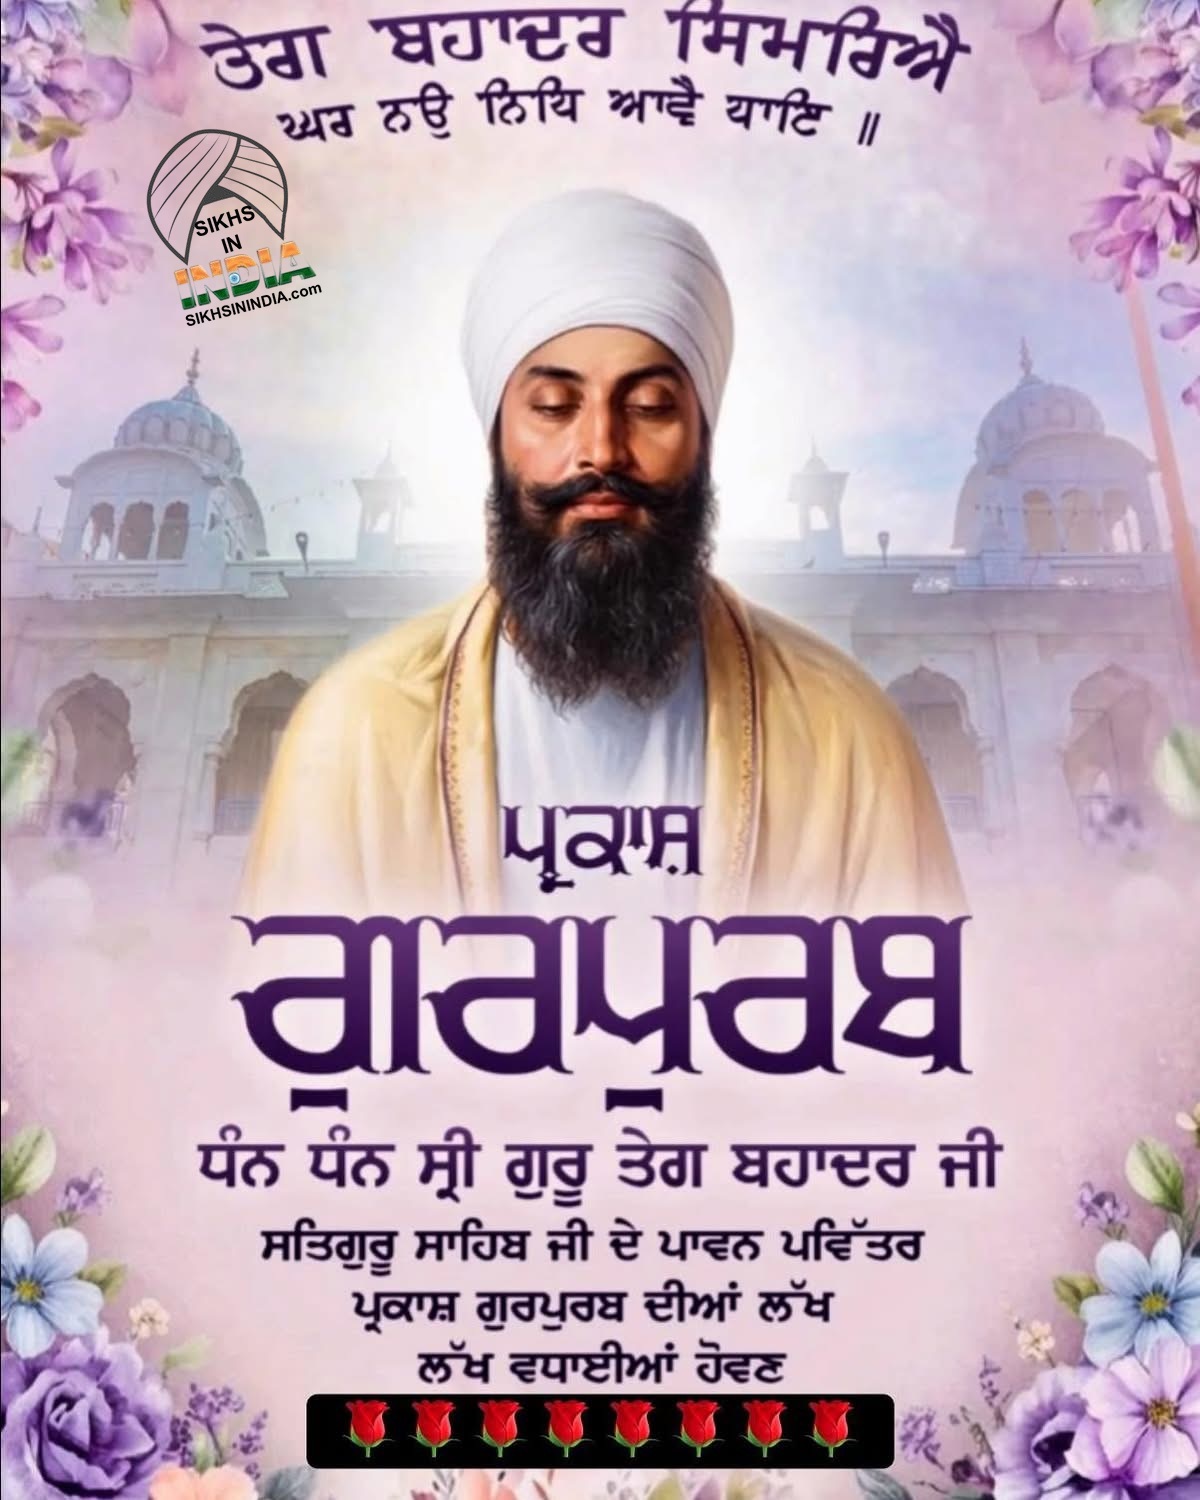 ਤੇਗ ਬਹਾਦਰ ਸਿਮਰਿਐ
ਘਰ ਨਉ ਨਿਧਿ ਆਵੈ ਧਾਇ ॥
SIKHS
IN
INDIA
SIKHSININDIA.com
ਪ੍ਰਕਾਸ਼
ਗੁਰਪੁਰਬ
ਧੰਨ ਧੰਨ ਸ੍ਰੀ ਗੁਰੂ ਤੇਗ ਬਹਾਦਰ ਜੀ
ਸਤਿਗੁਰੂ ਸਾਹਿਬ ਜੀ ਦੇ ਪਾਵਨ ਪਵਿੱਤਰ
ਪ੍ਰਕਾਸ਼ ਗੁਰਪੁਰਬ ਦੀਆਂ ਲੱਖ
ਲੱਖ ਵਧਾਈਆਂ ਹੋਵਣ